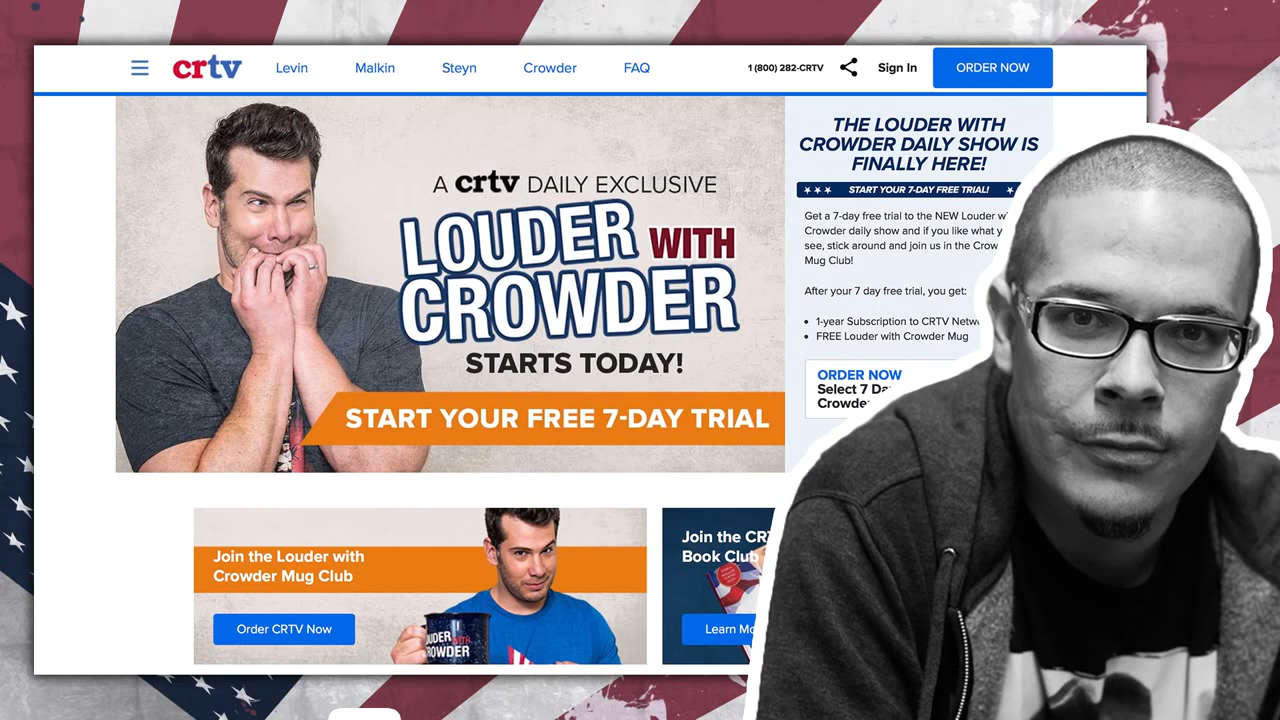 crtv
Levin
Malkin
Steyn
Crowder
FAQ
1 (800) 282-CRTV
Sign In
ORDER NOW
A crtv DAILY EXCLUSIVE
LOUDER WITH
CROWDER
STARTS TODAY!
START YOUR FREE 7-DAY TRIAL
THE LOUDER WITH
CROWDER DAILY SHOW IS
FINALLY HERE!
START YOUR 7-DAY FREE TRIAL!
Get a 7-day free trial to the NEW Louder
Crowder daily show and if you like what
see, stick around and join us in the
Mug Club!
After your 7 day free trial, you get:
1-year Subscription to CRTV
FREE Louder with Crowder Mug
ORDER NOW
Select 7
Join the Louder with
Crowder Mug Club
Order CRTV Now
Join the
Book Club
Learn